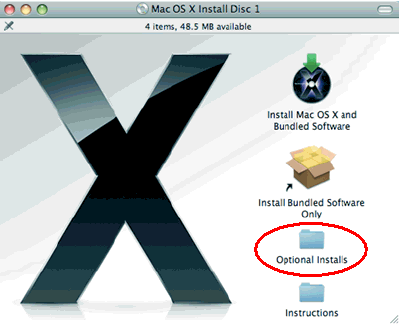 Mac OS X Install Disc 1
4 items, 48.5 MB available
Install Mac OS X and
Bundled Software
Install Bundled Software
Only
Optional Installs
Instructions